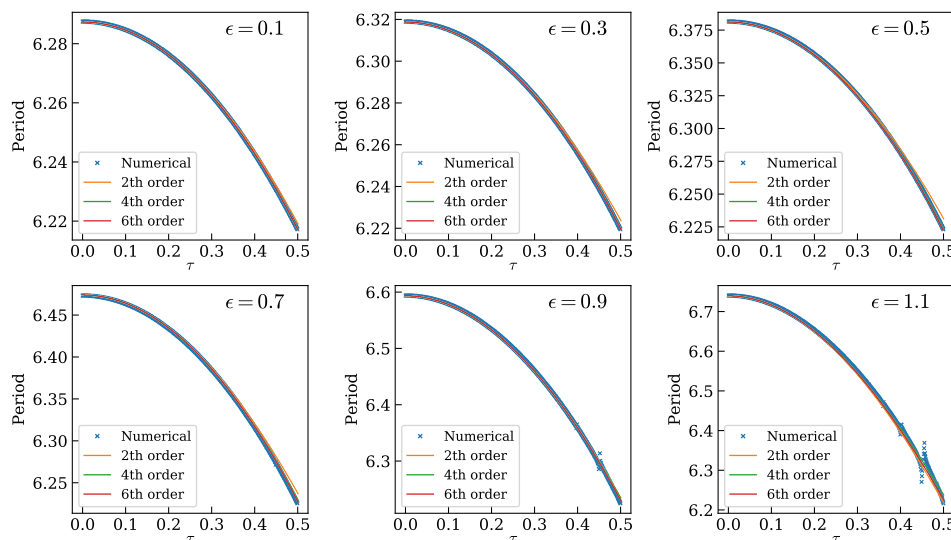 ϵ = 0.1
Period
6.28
6.26
6.24
6.22
Numerical
2th order
4th order
6th order
0.0 0.1 0.2 0.3 0.4 0.5
τ
ϵ = 0.3
Period
6.32
6.30
6.28
6.26
6.24
6.22
Numerical
2th order
4th order
6th order
0.0 0.1 0.2 0.3 0.4 0.5
τ
ϵ = 0.5
Period
6.375
6.350
6.325
6.300
6.275
6.250
6.225
Numerical
2th order
4th order
6th order
0.0 0.1 0.2 0.3 0.4 0.5
τ
ϵ = 0.7
Period
6.45
6.40
6.35
6.30
6.25
Numerical
2th order
4th order
6th order
0.0 0.1 0.2 0.3 0.4 0.5
τ
ϵ = 0.9
Period
6.6
6.5
6.4
6.3
Numerical
2th order
4th order
6th order
0.0 0.1 0.2 0.3 0.4 0.5
τ
ϵ = 1.1
Period
6.7
6.6
6.5
6.4
6.3
6.2
Numerical
2th order
4th order
6th order
0.0 0.1 0.2 0.3 0.4 0.5
τ